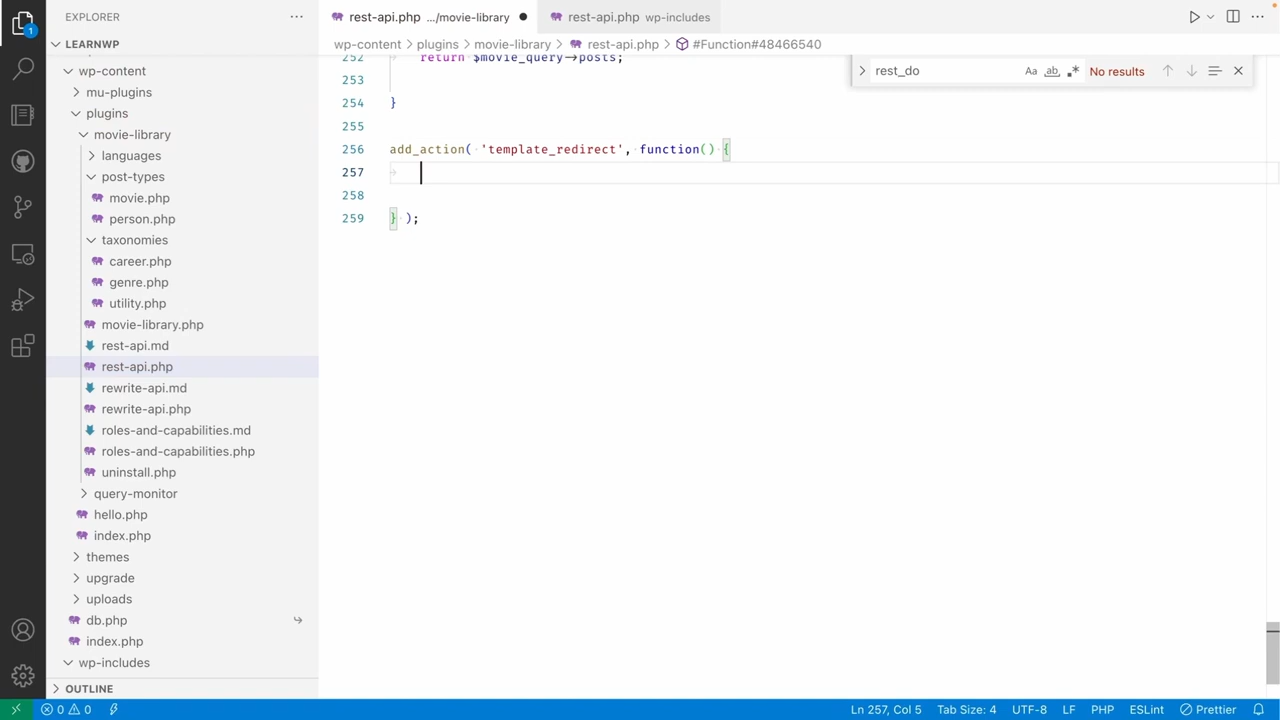 EXPLORER
LEARNWP
wp-content
mu-plugins
plugins
movie-library
languages
post-types
movie.php
person.php
taxonomies
career.php
genre.php
utility.php
movie-library.php
rest-api.md
rest-api.php
rewrite-api.md
rewrite-api.php
roles-and-capabilities.md
roles-and-capabilities.php
uninstall.php
query-monitor
hello.php
index.php
themes
upgrade
uploads
db.php
index.php
wp-includes
OUTLINE
rest-api.php .../movie-library
rest-api.php wp-includes
wp-content > plugins > movie-library > rest-api.php > #Function#48466540
rest_do Aa ab .* No results
252 return $movie_query->posts;
253
254 }
255
256 add_action( 'template_redirect', function() {
257
258
259 } );
1
0 0
Ln 257, Col 5 Tab Size: 4 UTF-8 LF PHP ESLint Prettier